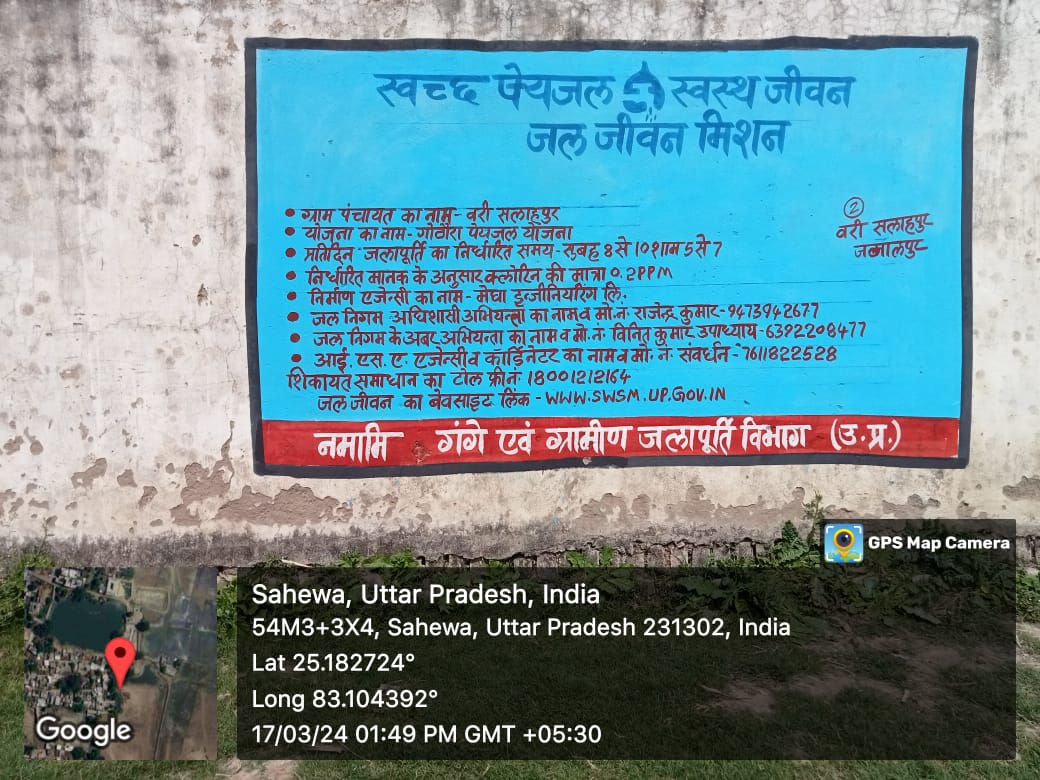 स्वच्छ पेयजल स्वस्थ जीवन
जल जीवन मिशन
• ग्राम पंचायत का नाम - वरी सलाहपुर
• योजना का नाम - गोवौरा पेयजल योजना
• प्रतिदिन जलापूर्ति का निर्धारित समय - सुबह 8 से 10 शाम 5 से 7
• निर्धारित मानक के अनुसार क्लोरिन की मात्रा 0.2PPM
• निर्माण एजेन्सी का नाम - मेघा इन्जीनियरिंग लि.
• जल निगम अधिशासी अभियन्ता का नाम व मो. नं. राजेन्द्र कुमार - 9473942677
• जल निगम के अवर अभियन्ता का नाम व मो. नं. विनित कुमार उपाध्याय - 6392208477
• आई. एस. ए. एजेन्सी व कार्डिनेटर का नाम व मो. नं. संवर्धन - 7611822528
शिकायत समाधान का टोल फ्री नं. 18001212164
जल जीवन का बेवसाइट लिंक - WWW.SWSM.UP.GOV.IN
2
वरी सलाहपुर
जमालपुर
नमामि गंगे एवं ग्रामीण जलापूर्ति विभाग (उ.प्र.)
GPS Map Camera
Sahewa, Uttar Pradesh, India
54M3+3X4, Sahewa, Uttar Pradesh 231302, India
Lat 25.182724°
Long 83.104392°
17/03/24 01:49 PM GMT +05:30
Google